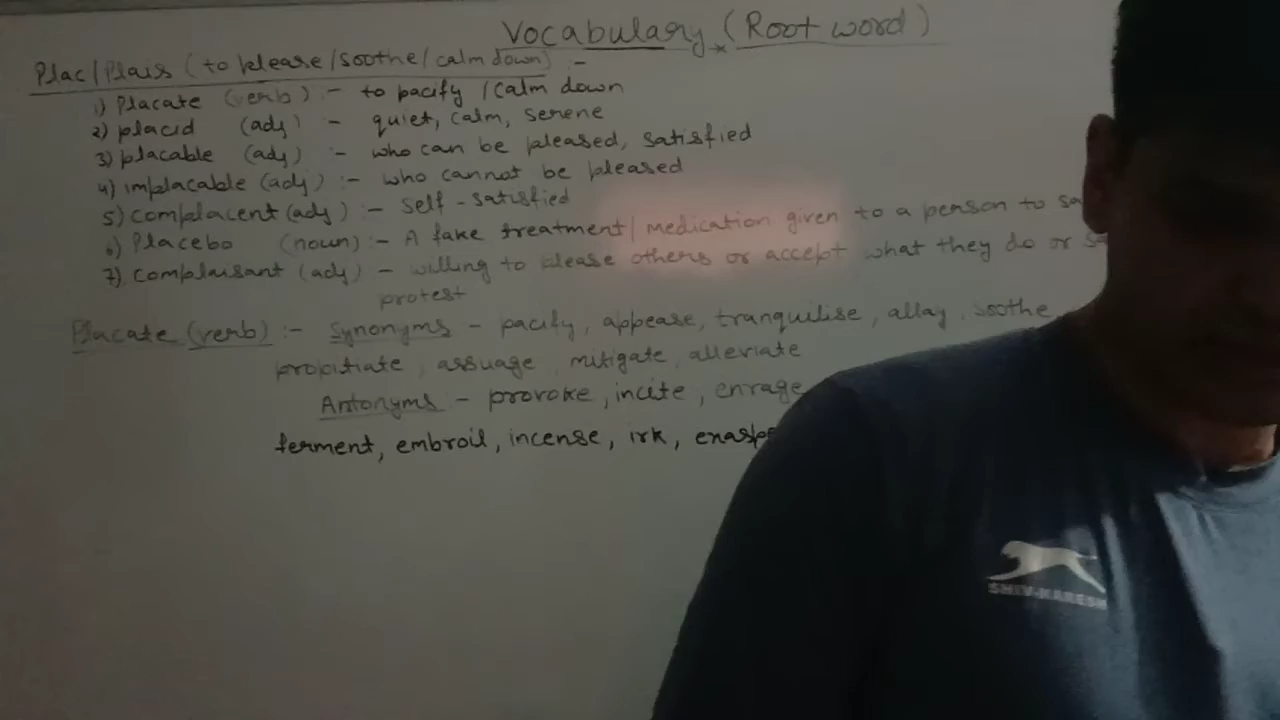 Vocabulary (Root word)
Plac/Plais (to please/soothe/calm down) :-
1) Placate (verb) :- to pacify /calm down
2) placid (adj) :- quiet, calm, serene
3) placable (adj) :- who can be pleased, satisfied
4) implacable (adj) :- who cannot be pleased
5) complacent (adj) :- Self-satisfied
6) Placebo (noun) :- A fake treatment/medication given to a person to
7) complaisant (adj) - willing to please others or accept what they do or
protest
Placate (verb) :- Synonyms - pacify, appease, tranquilise, allay, Soothe
propitiate, assuage, mitigate, alleviate
Antonyms - provoke, incite, enrage
ferment, embroil, incense, irk,
SHIV-NARESH